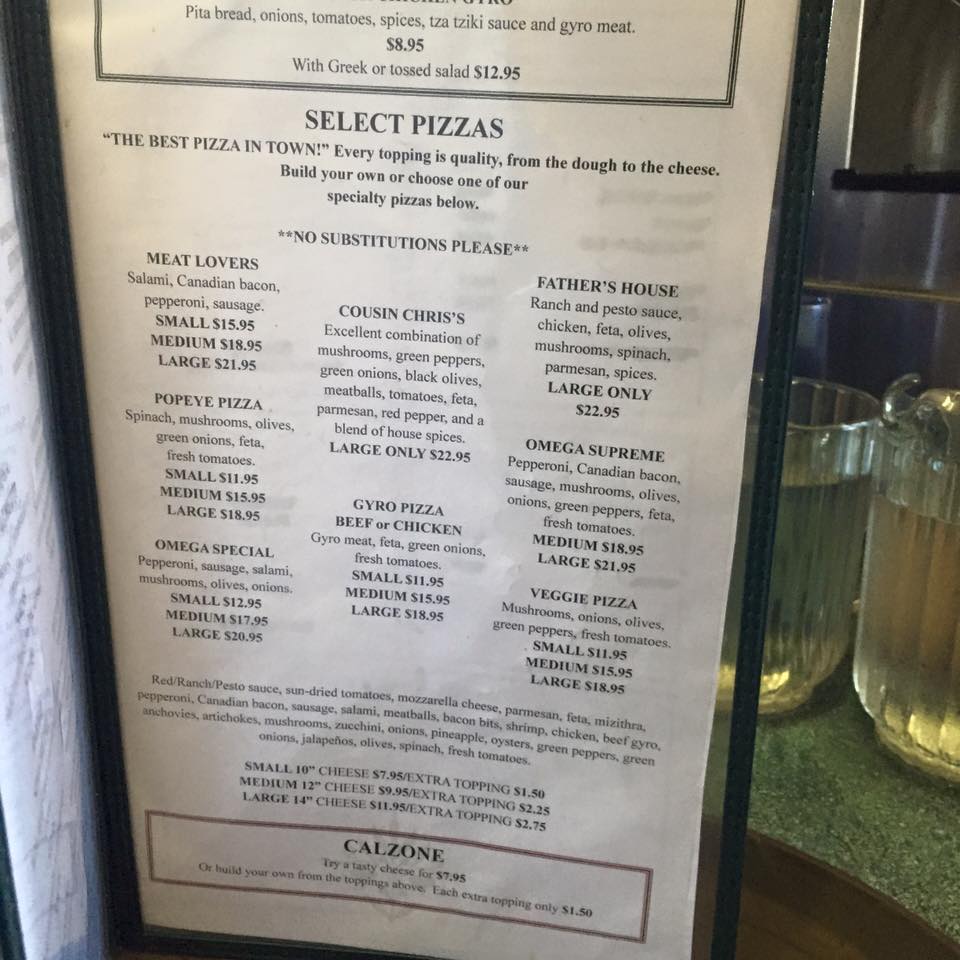 Pita bread, onions, tomatoes, spices, tza tziki sauce and gyro meat.
$8.95
With Greek or tossed salad $12.95
SELECT PIZZAS
“THE BEST PIZZA IN TOWN!” Every topping is quality, from the dough to the cheese.
Build your own or choose one of our
specialty pizzas below.
**NO SUBSTITUTIONS PLEASE**
MEAT LOVERS
Salami, Canadian bacon,
pepperoni, sausage.
SMALL $15.95
MEDIUM $18.95
LARGE $21.95
POPEYE PIZZA
Spinach, mushrooms, olives,
green onions, feta,
fresh tomatoes.
SMALL $11.95
MEDIUM $15.95
LARGE $18.95
OMEGA SPECIAL
Pepperoni, sausage, salami,
mushrooms, olives, onions.
SMALL $12.95
MEDIUM $17.95
LARGE $20.95
COUSIN CHRIS’S
Excellent combination of
mushrooms, green peppers,
green onions, black olives,
meatballs, tomatoes, feta,
parmesan, red pepper, and a
blend of house spices.
LARGE ONLY $22.95
GYRO PIZZA
BEEF or CHICKEN
Gyro meat, feta, green onions,
fresh tomatoes.
SMALL $11.95
MEDIUM $15.95
LARGE $18.95
FATHER’S HOUSE
Ranch and pesto sauce,
chicken, feta, olives,
mushrooms, spinach,
parmesan, spices.
LARGE ONLY
$22.95
OMEGA SUPREME
Pepperoni, Canadian bacon,
sausage, mushrooms, olives,
onions, green peppers, feta,
fresh tomatoes.
MEDIUM $18.95
LARGE $21.95
VEGGIE PIZZA
Mushrooms, onions, olives,
green peppers, fresh tomatoes.
SMALL $11.95
MEDIUM $15.95
LARGE $18.95
Red/Ranch/Pesto sauce, sun-dried tomatoes, mozzarella cheese, parmesan, feta, mizithra,
pepperoni, Canadian bacon, sausage, salami, meatballs, bacon bits, shrimp, chicken, beef gyro,
anchovies, artichokes, mushrooms, zucchini, onions, pineapple, oysters, green peppers, green
onions, jalapeños, olives, spinach, fresh tomatoes.
SMALL 10” CHEESE $7.95/EXTRA TOPPING $1.50
MEDIUM 12” CHEESE $9.95/EXTRA TOPPING $2.25
LARGE 14” CHEESE $11.95/EXTRA TOPPING $2.75
CALZONE
Try a tasty cheese for $7.95
Or build your own from the toppings above. Each extra topping only $1.50